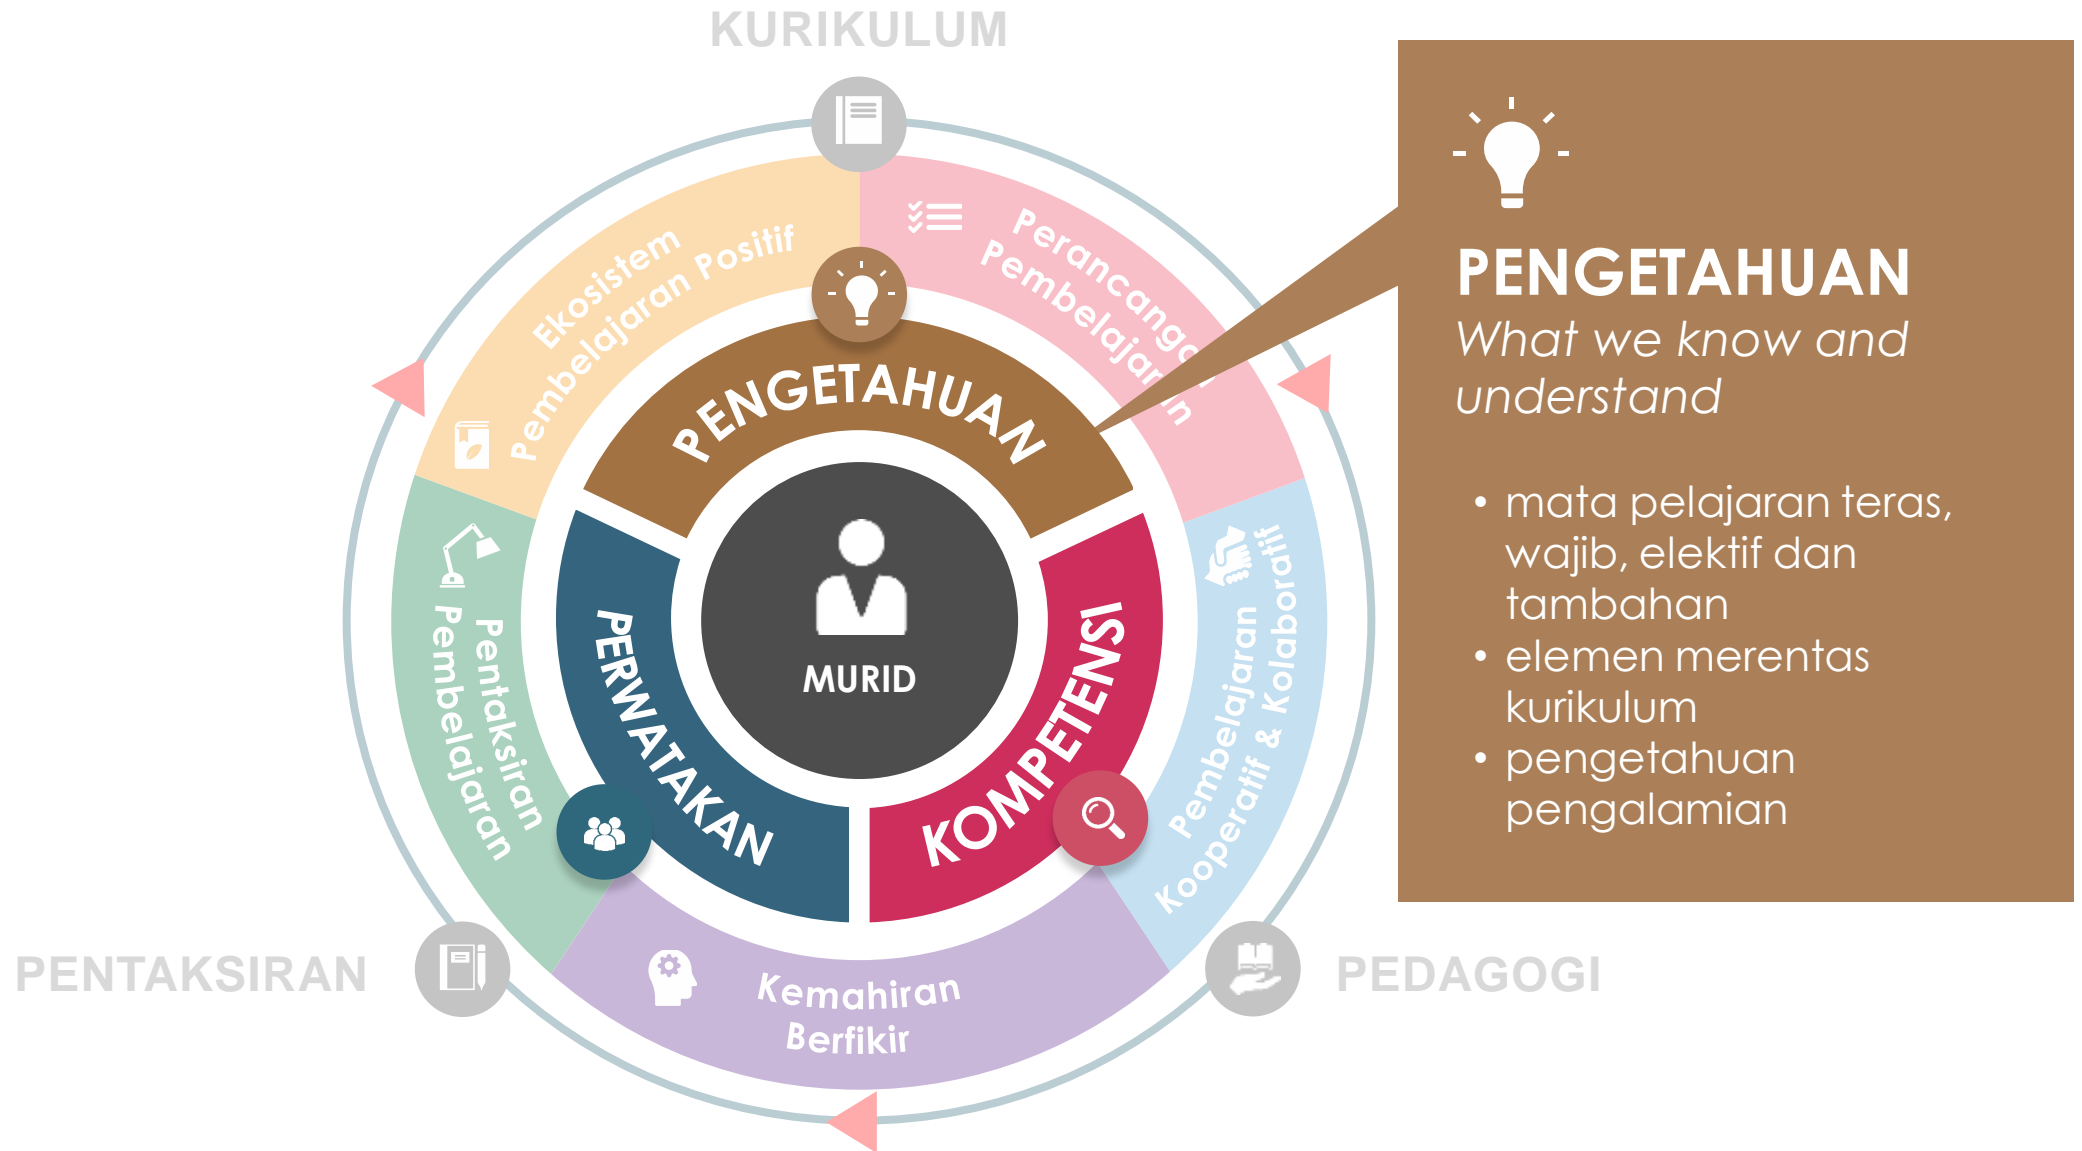 KURIKULUM
Ekosistem
Pembelajaran Positif
Perancangan
Pembelajaran
PENGETAHUAN
PERWATAKAN
KOMPETENSI
MURID
Pentaksiran
Pembelajaran
Pembelajaran
Kooperatif & Kolaboratif
Kemahiran
Berfikir
PENTAKSIRAN
PEDAGOGI
PENGETAHUAN
What we know and
understand
• mata pelajaran teras,
wajib, elektif dan
tambahan
• elemen merentas
kurikulum
• pengetahuan
pengalamian